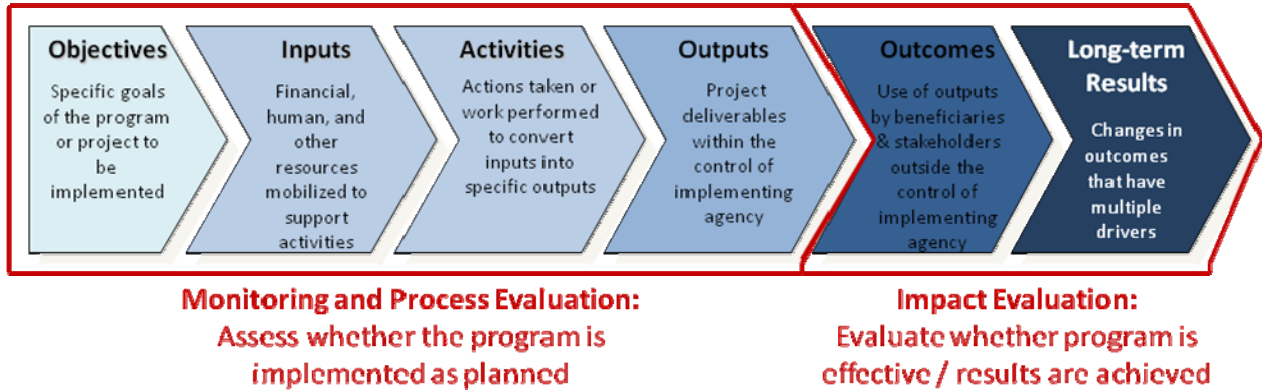 Objectives
Specific goals
of the program
or project to
be
implemented
Inputs
Financial,
human, and
other
resources
mobilized to
support
activities
Activities
Actions taken or
work performed
to convert
inputs into
specific outputs
Outputs
Project
deliverables
within the
control of
implementing
agency
Outcomes
Use of outputs
by beneficiaries
& stakeholders
outside the
control of
implementing
agency
Long-term
Results
Changes in
outcomes
that have
multiple
drivers
Monitoring and Process Evaluation:
Assess whether the program is
implemented as planned
Impact Evaluation:
Evaluate whether program is
effective / results are achieved